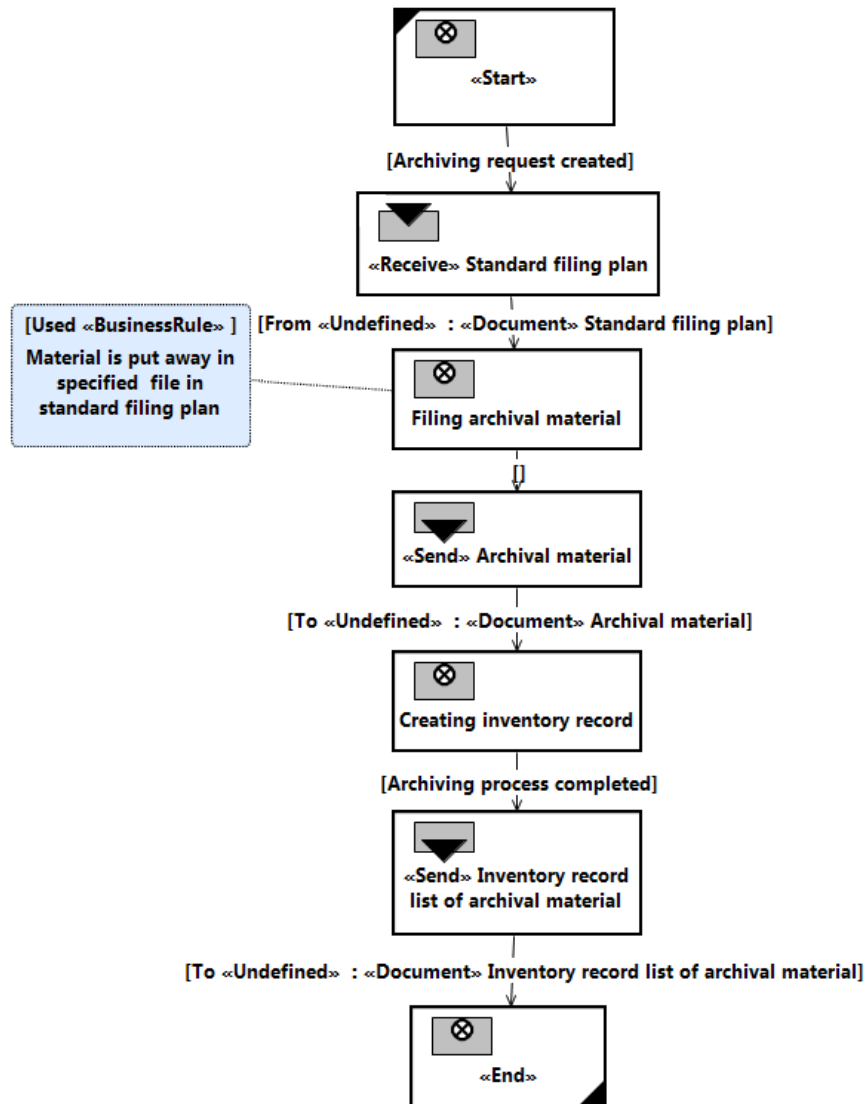 «Start»
[Archiving request created]
«Receive» Standard filing plan
[From «Undefined»  : «Document» Standard filing plan]
[Used «BusinessRule» ]
Material is put away in
specified  file in
standard filing plan
Filing archival material
[]
«Send» Archival material
[To «Undefined»  : «Document» Archival material]
Creating inventory record
[Archiving process completed]
«Send» Inventory record
list of archival material
[To «Undefined»  : «Document» Inventory record list of archival material]
«End»